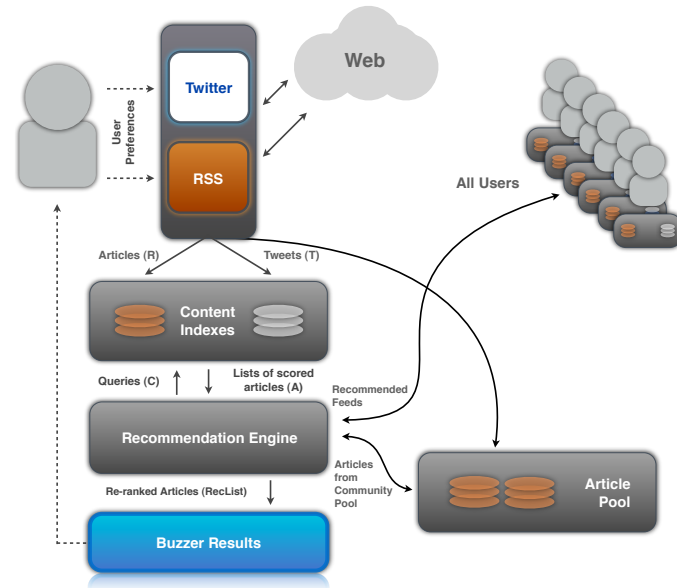 Web
Twitter
User
Preferences
RSS
All Users
Articles (R)
Tweets (T)
Content
Indexes
Queries (C)
Lists of scored
articles (A)
Recommended
Feeds
Recommendation Engine
Articles
from
Community
Pool
Article
Pool
Re-ranked Articles (RecList)
Buzzer Results